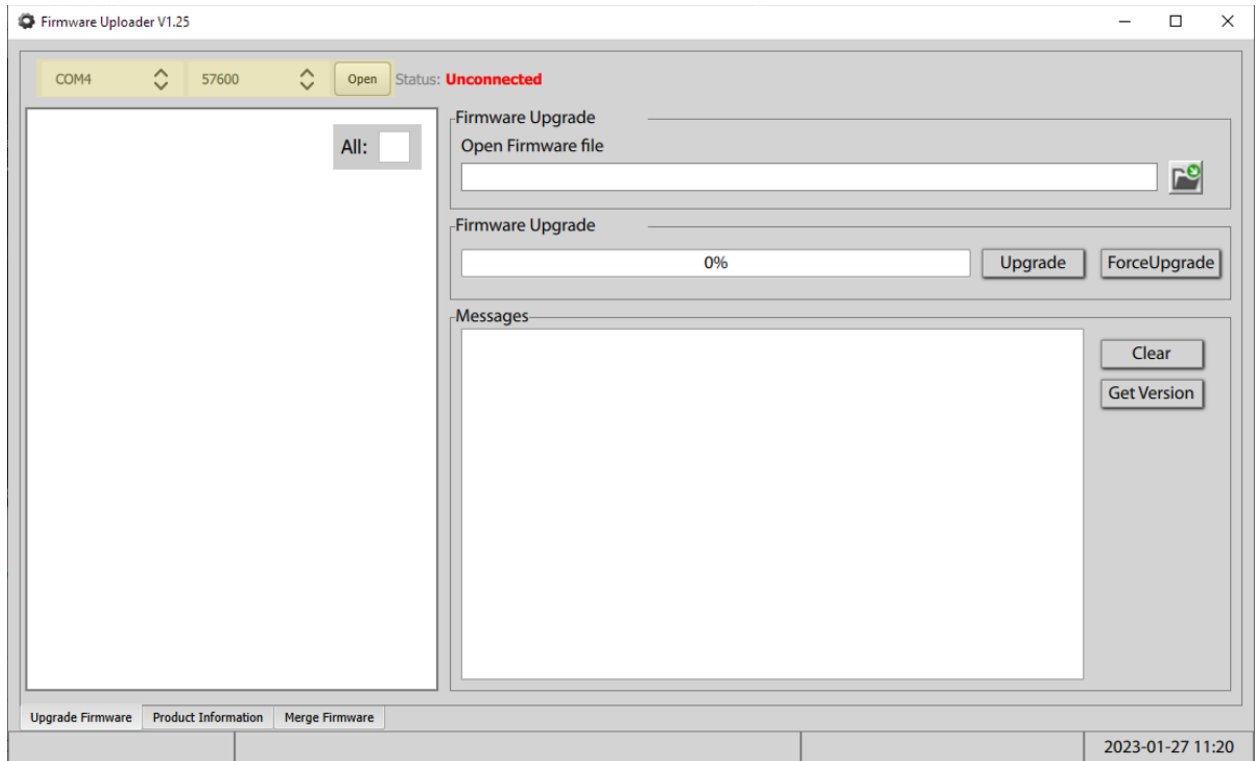 Firmware Uploader V1.25
COM4 57600 Open Status: Unconnected
All:
Firmware Upgrade
Open Firmware file
Firmware Upgrade
0% Upgrade ForceUpgrade
Messages
Clear
Get Version
Upgrade Firmware Product Information Merge Firmware
2023-01-27 11:20